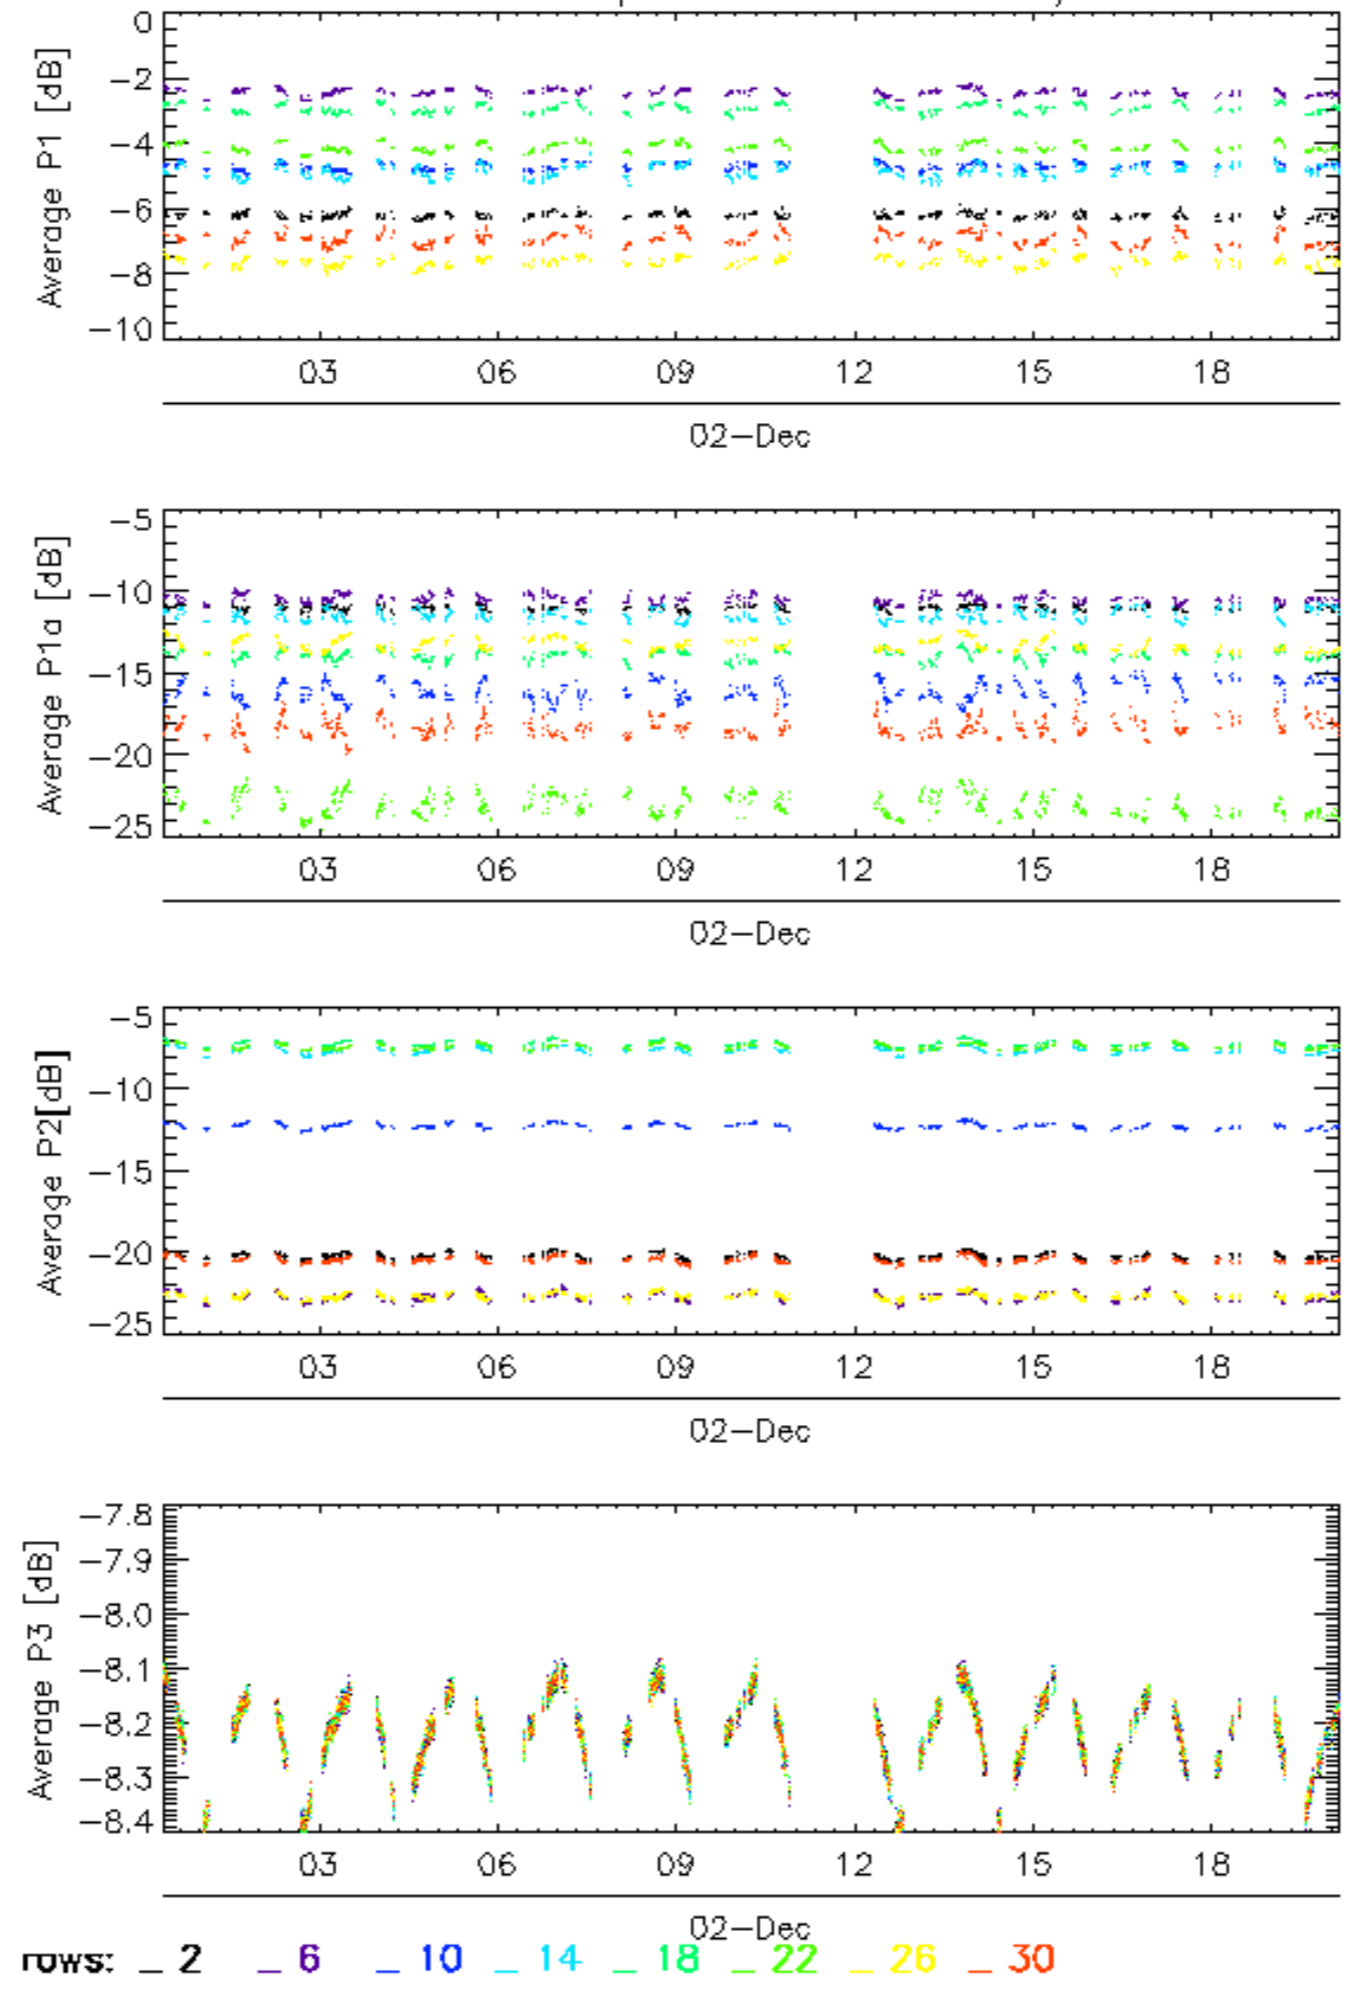 0
−2
−4
−6
−8
−10
Average P1 [dB]
03 06 09 12 15 18
02−Dec
−5
−10
−15
−20
−25
Average P1a [dB]
03 06 09 12 15 18
02−Dec
−5
−10
−15
−20
−25
Average P2[dB]
03 06 09 12 15 18
02−Dec
−7.8
−7.9
−8.0
−8.1
−8.2
−8.3
−8.4
Average P3 [dB]
03 06 09 12 15 18
02−Dec
rows: _ 2 _ 6 _ 10 _ 14 _ 18 _ 22 _ 26 _ 30